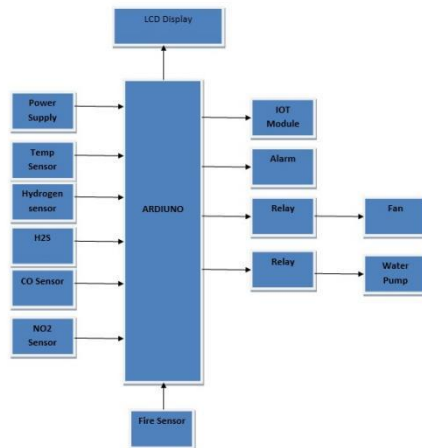 LCD Display
Power
Supply
Temp
Sensor
Hydrogen
sensor
H2S
CO Sensor
NO2
Sensor
ARDIUNO
IOT
Module
Alarm
Relay
Fan
Relay
Water
Pump
Fire Sensor